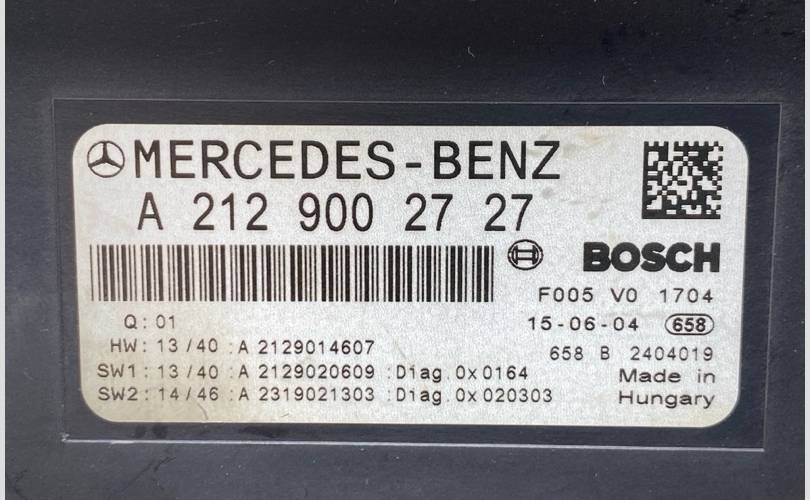 MERCEDES-BENZ
A 212 900 27 27
BOSCH
F005 V0 1704
Q: 01
15-06-04 658
HW: 13/40 :A 2129014607
658 B 2404019
SW1: 13/40 :A 2129020609 :Diag.0x0164
Made in
SW2: 14/46 :A 2319021303 :Diag.0x020303
Hungary